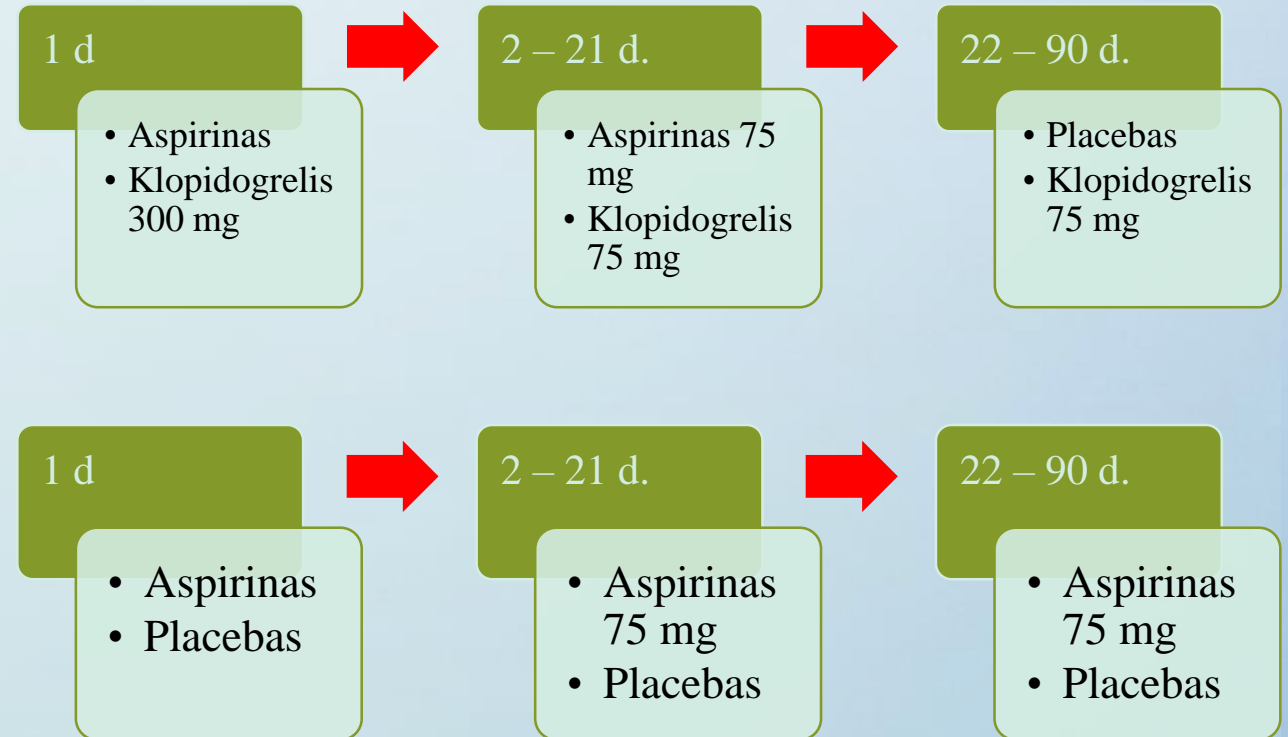 1 d
• Aspirinas
• Klopidogrelis
300 mg
2 – 21 d.
• Aspirinas 75
mg
• Klopidogrelis
75 mg
22 – 90 d.
• Placebas
• Klopidogrelis
75 mg
1 d
• Aspirinas
• Placebas
2 – 21 d.
• Aspirinas
75 mg
• Placebas
22 – 90 d.
• Aspirinas
75 mg
• Placebas